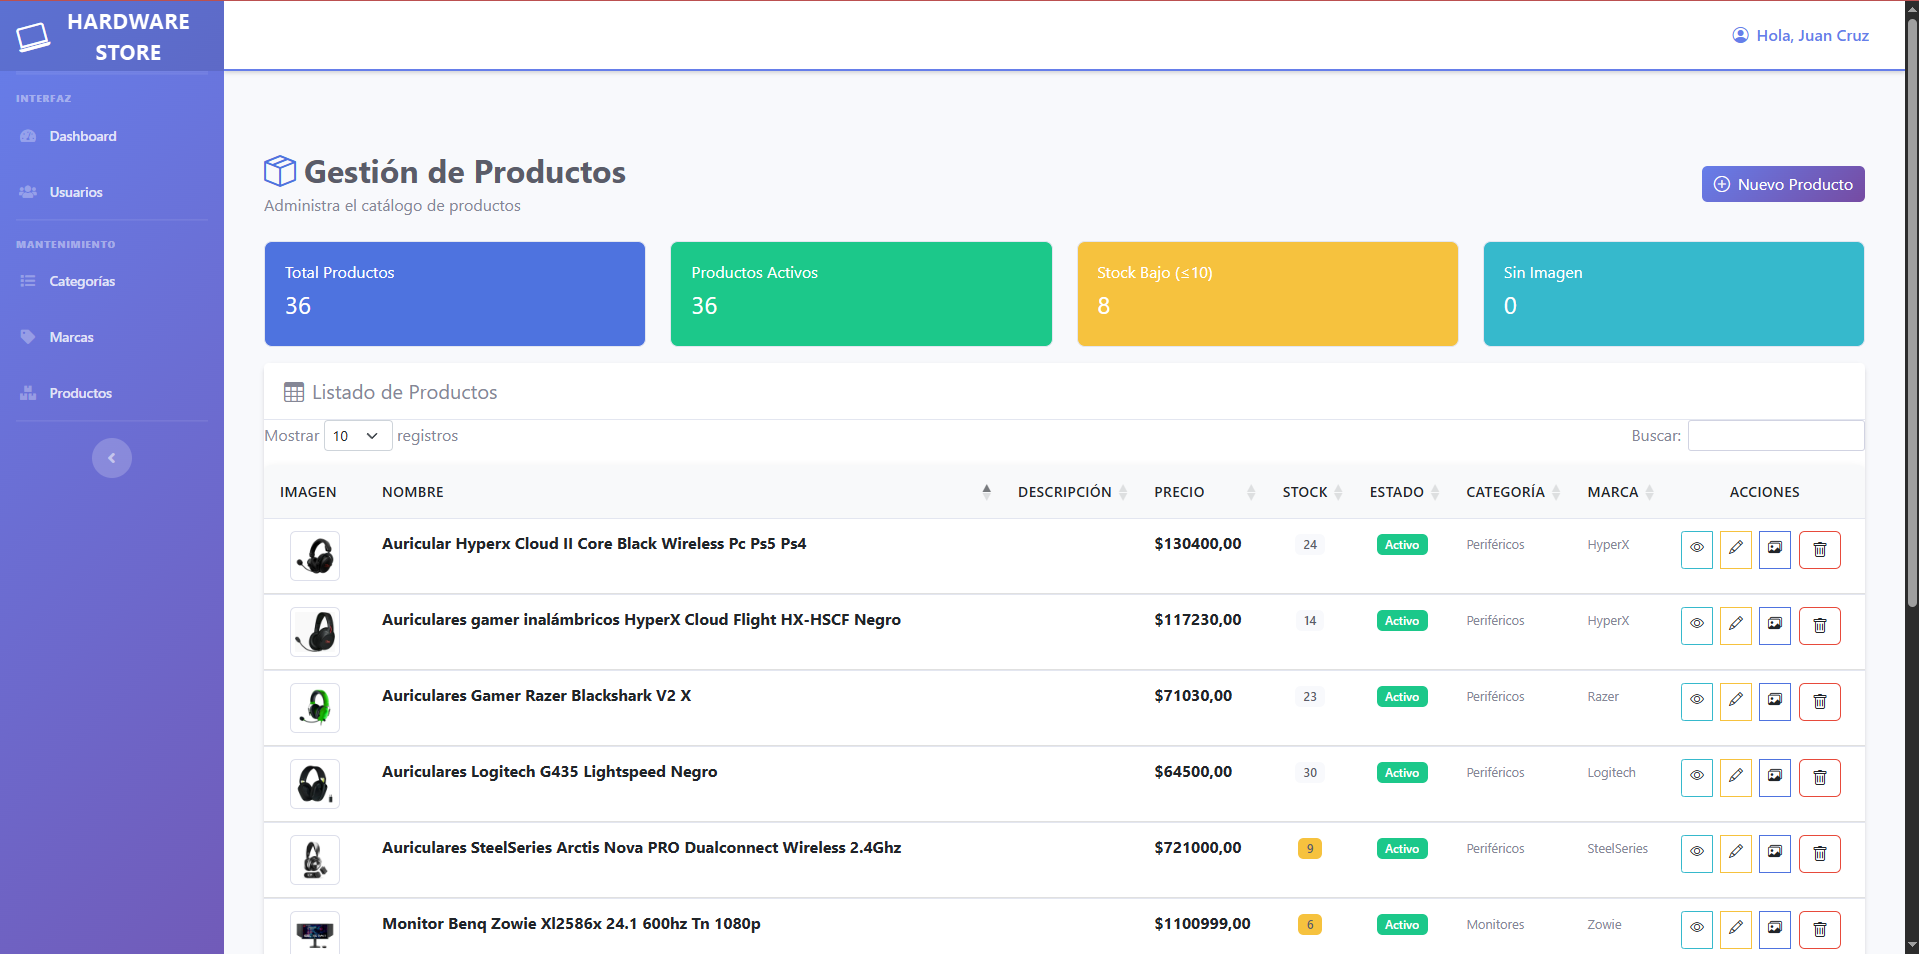 HARDWARE
STORE
Hola, Juan Cruz
INTERFAZ
Dashboard
Usuarios
MANTENIMIENTO
Categorías
Marcas
Productos
Gestión de Productos
Administra el catálogo de productos
Nuevo Producto
Total Productos
36
Productos Activos
36
Stock Bajo (≤10)
8
Sin Imagen
0
Listado de Productos
Mostrar 10 registros
Buscar:
IMAGEN NOMBRE DESCRIPCIÓN PRECIO STOCK ESTADO CATEGORÍA MARCA ACCIONES
Auricular Hyperx Cloud II Core Black Wireless Pc Ps5 Ps4 $130400,00 24 Activo Periféricos HyperX
Auriculares gamer inalámbricos HyperX Cloud Flight HX-HSCF Negro $117230,00 14 Activo Periféricos HyperX
Auriculares Gamer Razer Blackshark V2 X $71030,00 23 Activo Periféricos Razer
Auriculares Logitech G435 Lightspeed Negro $64500,00 30 Activo Periféricos Logitech
Auriculares SteelSeries Arctis Nova PRO Dualconnect Wireless 2.4Ghz $721000,00 9 Activo Periféricos SteelSeries
Monitor Benq Zowie Xl2586x 24.1 600hz Tn 1080p $1100999,00 6 Activo Monitores Zowie